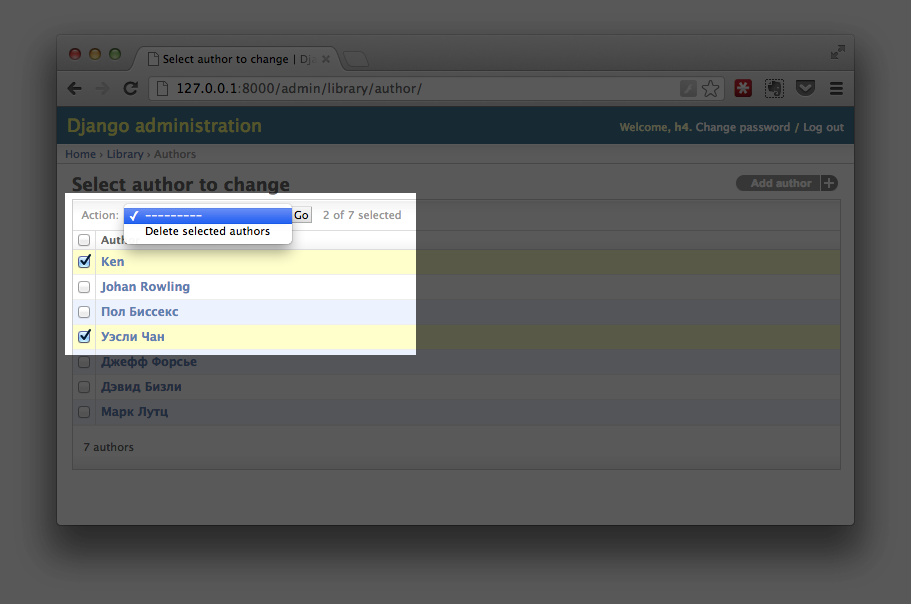 Select author to change | Dj
127.0.0.1:8000/admin/library/author/
Django administration
Welcome, h4. Change password / Log out
Home › Library › Authors
Select author to change
Add author +
Action: ✓ --------- Go 2 of 7 selected
Delete selected authors
Ken
Johan Rowling
Пол Биссекс
Уэсли Чан
Джефф Форсье
Дэвид Бизли
Марк Лутц
7 authors